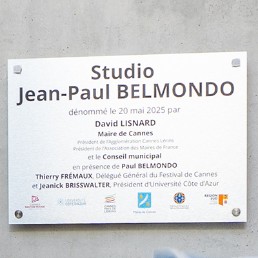 Studio
Jean-Paul BELMONDO
dénommé le 20 mai 2025 par
David LISNARD
Maire de Cannes
Président de l'Agglomération Cannes Lérins
Président de l'Association des Maires de France
et le Conseil municipal
en présence de Paul BELMONDO
Thierry FRÉMAUX, Délégué Général du Festival de Cannes
et Jeanick BRISSWALTER, Président d'Université Côte d'Azur